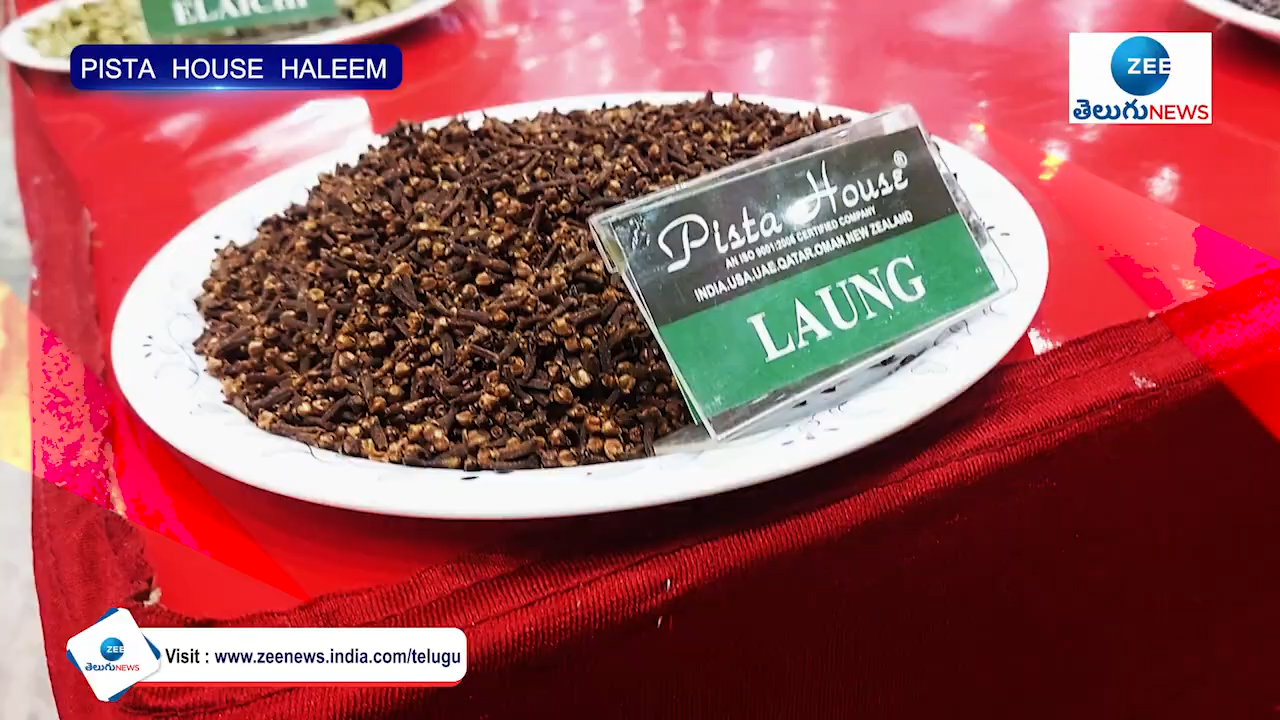 ELAICHI
PISTA HOUSE HALEEM
ZEE
తెలుగు NEWS
Pista House®
AN ISO 9001:2008 CERTIFIED COMPANY
INDIA.USA.UAE.QATAR.OMAN.NEW ZEALAND
LAUNG
ZEE
తెలుగు NEWS
Visit : www.zeenews.india.com/telugu